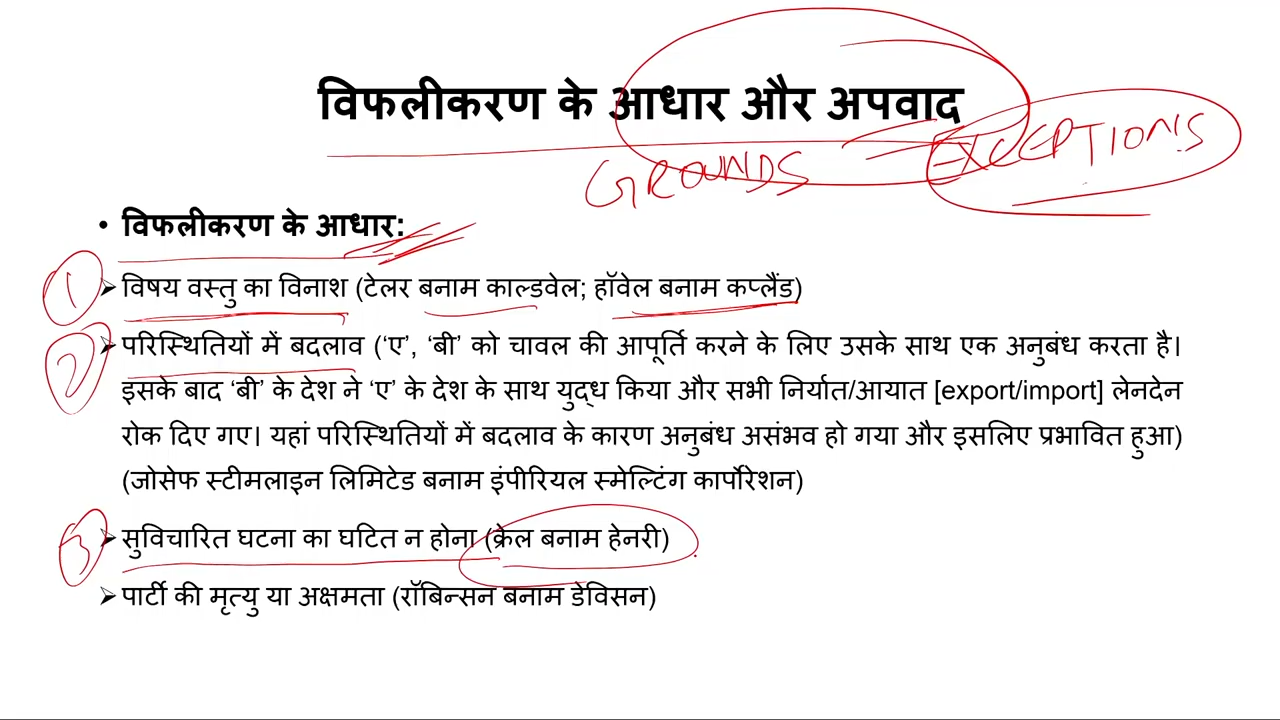 विफलीकरण के आधार और अपवाद
GROUNDS EXCEPTIONS
• विफलीकरण के आधार:
1 ➢ विषय वस्तु का विनाश (टेलर बनाम काल्डवेल; हॉवेल बनाम कप्लैंड)
2 ➢ परिस्थितियों में बदलाव (‘ए’, ‘बी’ को चावल की आपूर्ति करने के लिए उसके साथ एक अनुबंध करता है।
इसके बाद ‘बी’ के देश ने ‘ए’ के देश के साथ युद्ध किया और सभी निर्यात/आयात [export/import] लेनदेन
रोक दिए गए। यहां परिस्थितियों में बदलाव के कारण अनुबंध असंभव हो गया और इसलिए प्रभावित हुआ)
(जोसेफ स्टीमलाइन लिमिटेड बनाम इंपीरियल स्मेल्टिंग कार्पोरेशन)
3 ➢ सुविचारित घटना का घटित न होना (क्रेल बनाम हेनरी)
➢ पार्टी की मृत्यु या अक्षमता (रॉबिन्सन बनाम डेविसन)